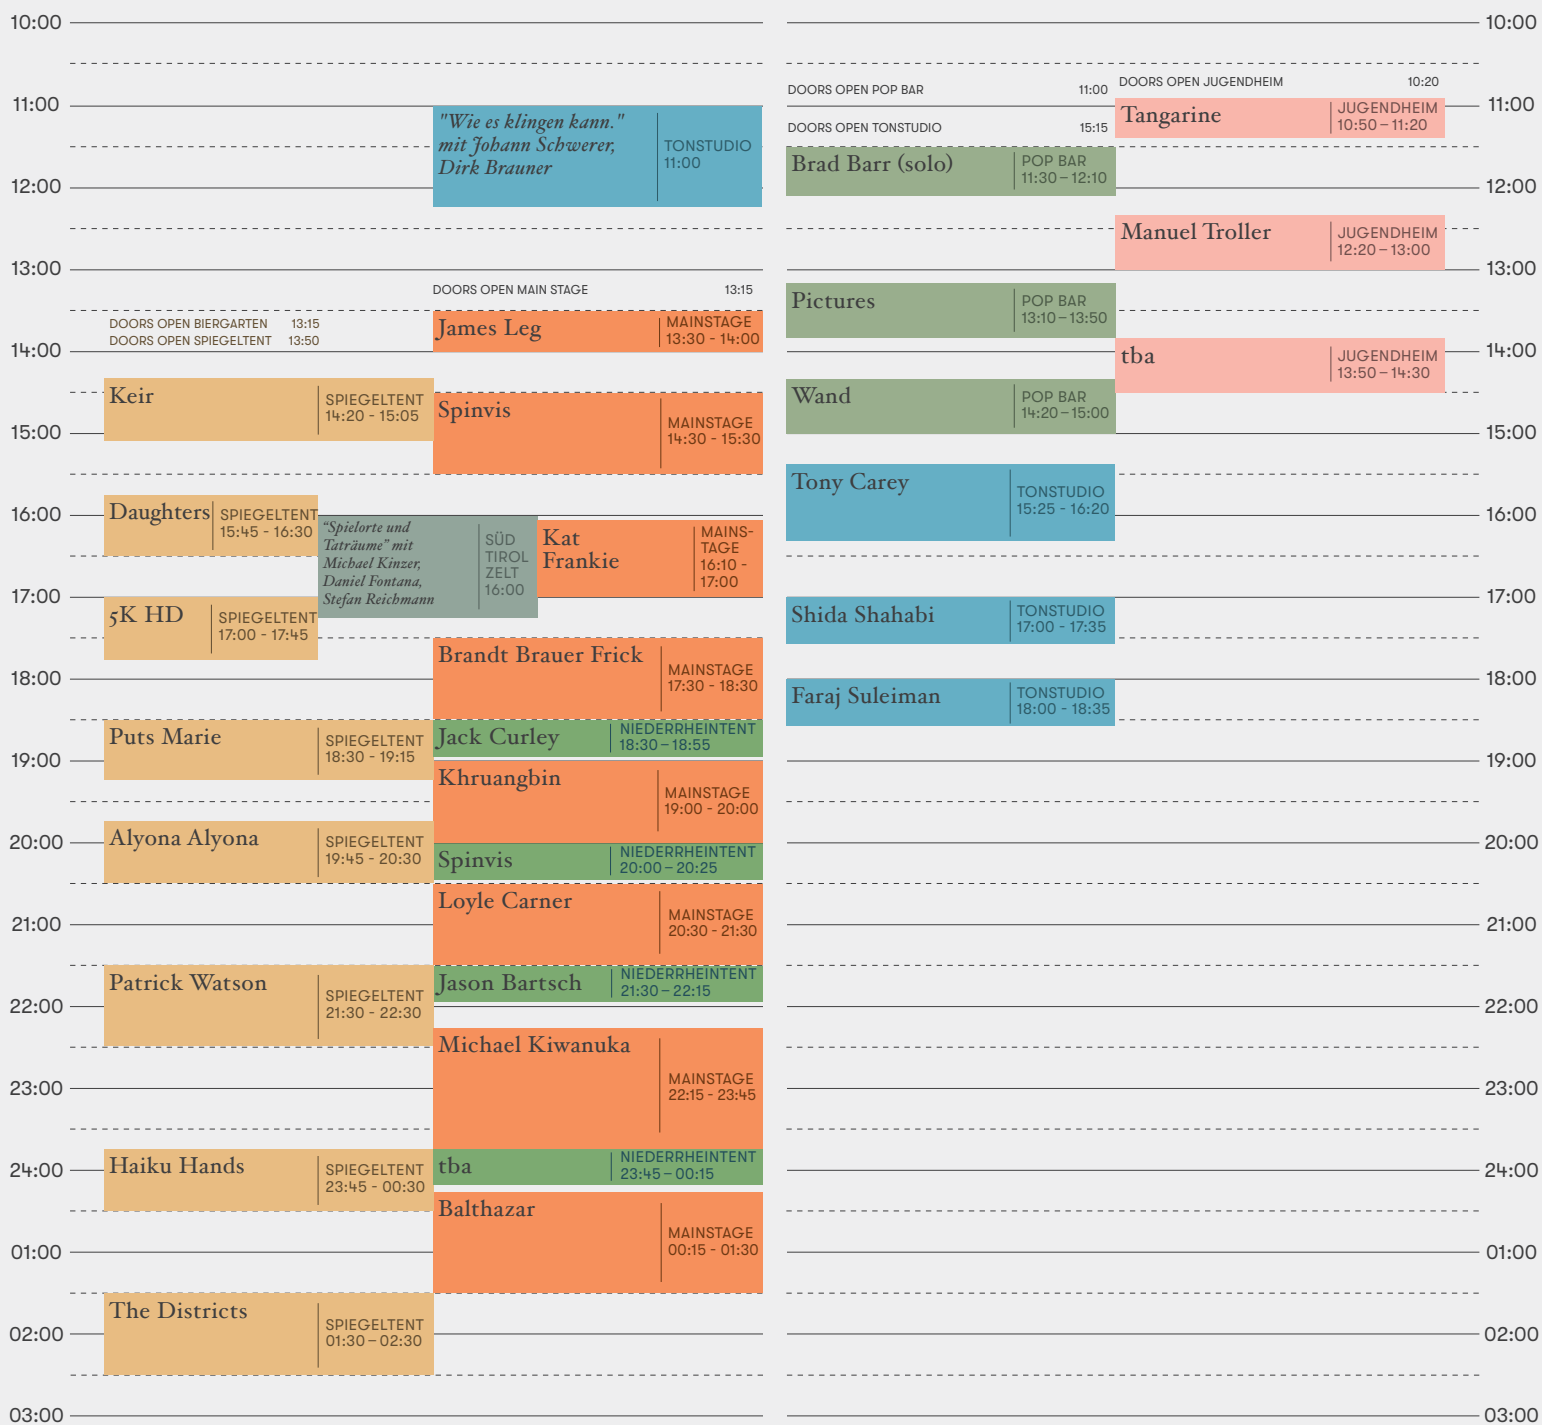 10:00
11:00
12:00
13:00
14:00
15:00
16:00
17:00
18:00
19:00
20:00
21:00
22:00
23:00
24:00
01:00
02:00
03:00
DOORS OPEN BIERGARTEN 13:15
DOORS OPEN SPIEGELTENT 13:50
Keir
SPIEGELTENT
14:20 - 15:05
Daughters
SPIEGELTENT
15:45 - 16:30
5K HD
SPIEGELTENT
17:00 - 17:45
Puts Marie
SPIEGELTENT
18:30 - 19:15
Alyona Alyona
SPIEGELTENT
19:45 - 20:30
Patrick Watson
SPIEGELTENT
21:30 - 22:30
Haiku Hands
SPIEGELTENT
23:45 - 00:30
The Districts
SPIEGELTENT
01:30 – 02:30
"Spielorte und
Taträume" mit
Michael Kinzer,
Daniel Fontana,
Stefan Reichmann
SÜD
TIROL
ZELT
16:00
"Wie es klingen kann."
mit Johann Schwerer,
Dirk Brauner
TONSTUDIO
11:00
DOORS OPEN MAIN STAGE 13:15
James Leg
MAINSTAGE
13:30 - 14:00
Spinvis
MAINSTAGE
14:30 - 15:30
Kat
Frankie
MAINS-
TAGE
16:10 -
17:00
Brandt Brauer Frick
MAINSTAGE
17:30 - 18:30
Jack Curley
NIEDERRHEINTENT
18:30 – 18:55
Khruangbin
MAINSTAGE
19:00 - 20:00
Spinvis
NIEDERRHEINTENT
20:00 – 20:25
Loyle Carner
MAINSTAGE
20:30 - 21:30
Jason Bartsch
NIEDERRHEINTENT
21:30 – 22:15
Michael Kiwanuka
MAINSTAGE
22:15 - 23:45
tba
NIEDERRHEINTENT
23:45 – 00:15
Balthazar
MAINSTAGE
00:15 - 01:30
DOORS OPEN POP BAR 11:00
DOORS OPEN TONSTUDIO 15:15
Brad Barr (solo)
POP BAR
11:30 – 12:10
Pictures
POP BAR
13:10 – 13:50
Wand
POP BAR
14:20 – 15:00
Tony Carey
TONSTUDIO
15:25 - 16:20
Shida Shahabi
TONSTUDIO
17:00 - 17:35
Faraj Suleiman
TONSTUDIO
18:00 - 18:35
DOORS OPEN JUGENDHEIM 10:20
Tangarine
JUGENDHEIM
10:50 – 11:20
Manuel Troller
JUGENDHEIM
12:20 – 13:00
tba
JUGENDHEIM
13:50 – 14:30
10:00
11:00
12:00
13:00
14:00
15:00
16:00
17:00
18:00
19:00
20:00
21:00
22:00
23:00
24:00
01:00
02:00
03:00